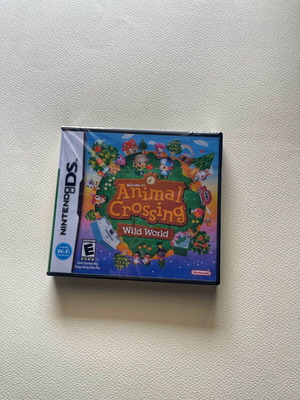 NINTENDO DS
Welcome to
Animal
Crossing
Wild World
Wi-Fi
E
Nintendo